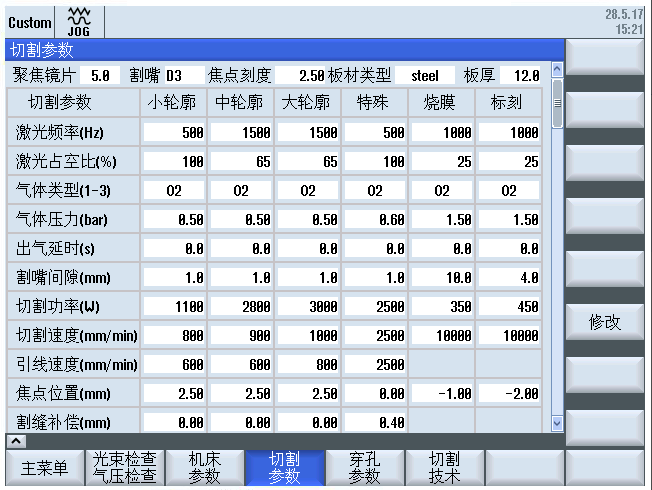 Custom JOG 28.5.17
15:21
切割参数
聚焦镜片 5.0 割嘴 D3 焦点刻度 2.50 板材类型 steel 板厚 12.0
切割参数 小轮廓 中轮廓 大轮廓 特殊 烧膜 标刻
激光频率(Hz) 500 1500 1500 500 1000 1000
激光占空比(%) 100 65 65 100 25 25
气体类型(1-3) O2 O2 O2 O2 O2 O2
气体压力(bar) 0.50 0.50 0.50 0.60 1.50 1.50
出气延时(s) 0.0 0.0 0.0 0.0 0.0 0.0
割嘴间隙(mm) 1.0 1.0 1.0 1.0 10.0 4.0
切割功率(W) 1100 2800 3000 2500 350 450
切割速度(mm/min) 800 900 1000 2500 10000 10000
引线速度(mm/min) 600 600 800 2500
焦点位置(mm) 2.50 2.50 2.50 0.00 -1.00 -2.00
割缝补偿(mm) 0.00 0.00 0.00 0.40
修改
主菜单 光束检查 机床 切割 穿孔 切割
气压检查 参数 参数 参数 技术